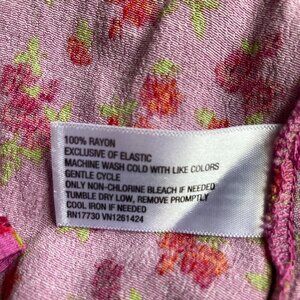 100% RAYON
EXCLUSIVE OF ELASTIC
MACHINE WASH COLD WITH LIKE COLORS
GENTLE CYCLE
ONLY NON-CHLORINE BLEACH IF NEEDED
TUMBLE DRY LOW, REMOVE PROMPTLY
COOL IRON IF NEEDED
RN17730 VN1261424